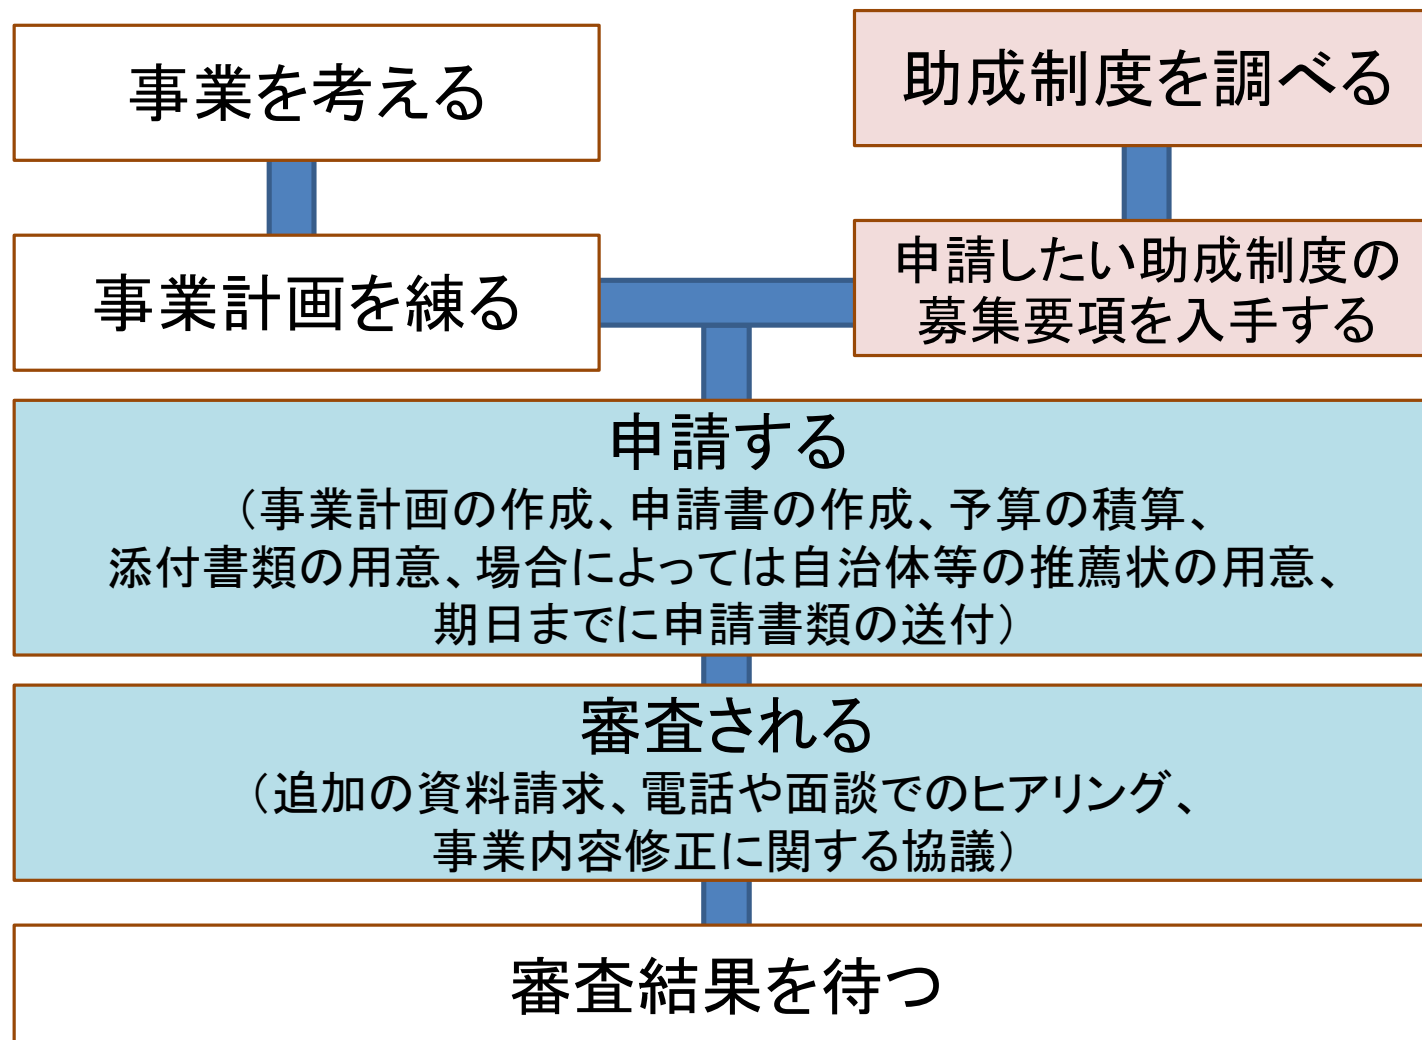 事業を考える
助成制度を調べる
事業計画を練る
申請したい助成制度の
募集要項を入手する
申請する
（事業計画の作成、申請書の作成、予算の積算、
添付書類の用意、場合によっては自治体等の推薦状の用意、
期日までに申請書類の送付）
審査される
（追加の資料請求、電話や面談でのヒアリング、
事業内容修正に関する協議）
審査結果を待つ